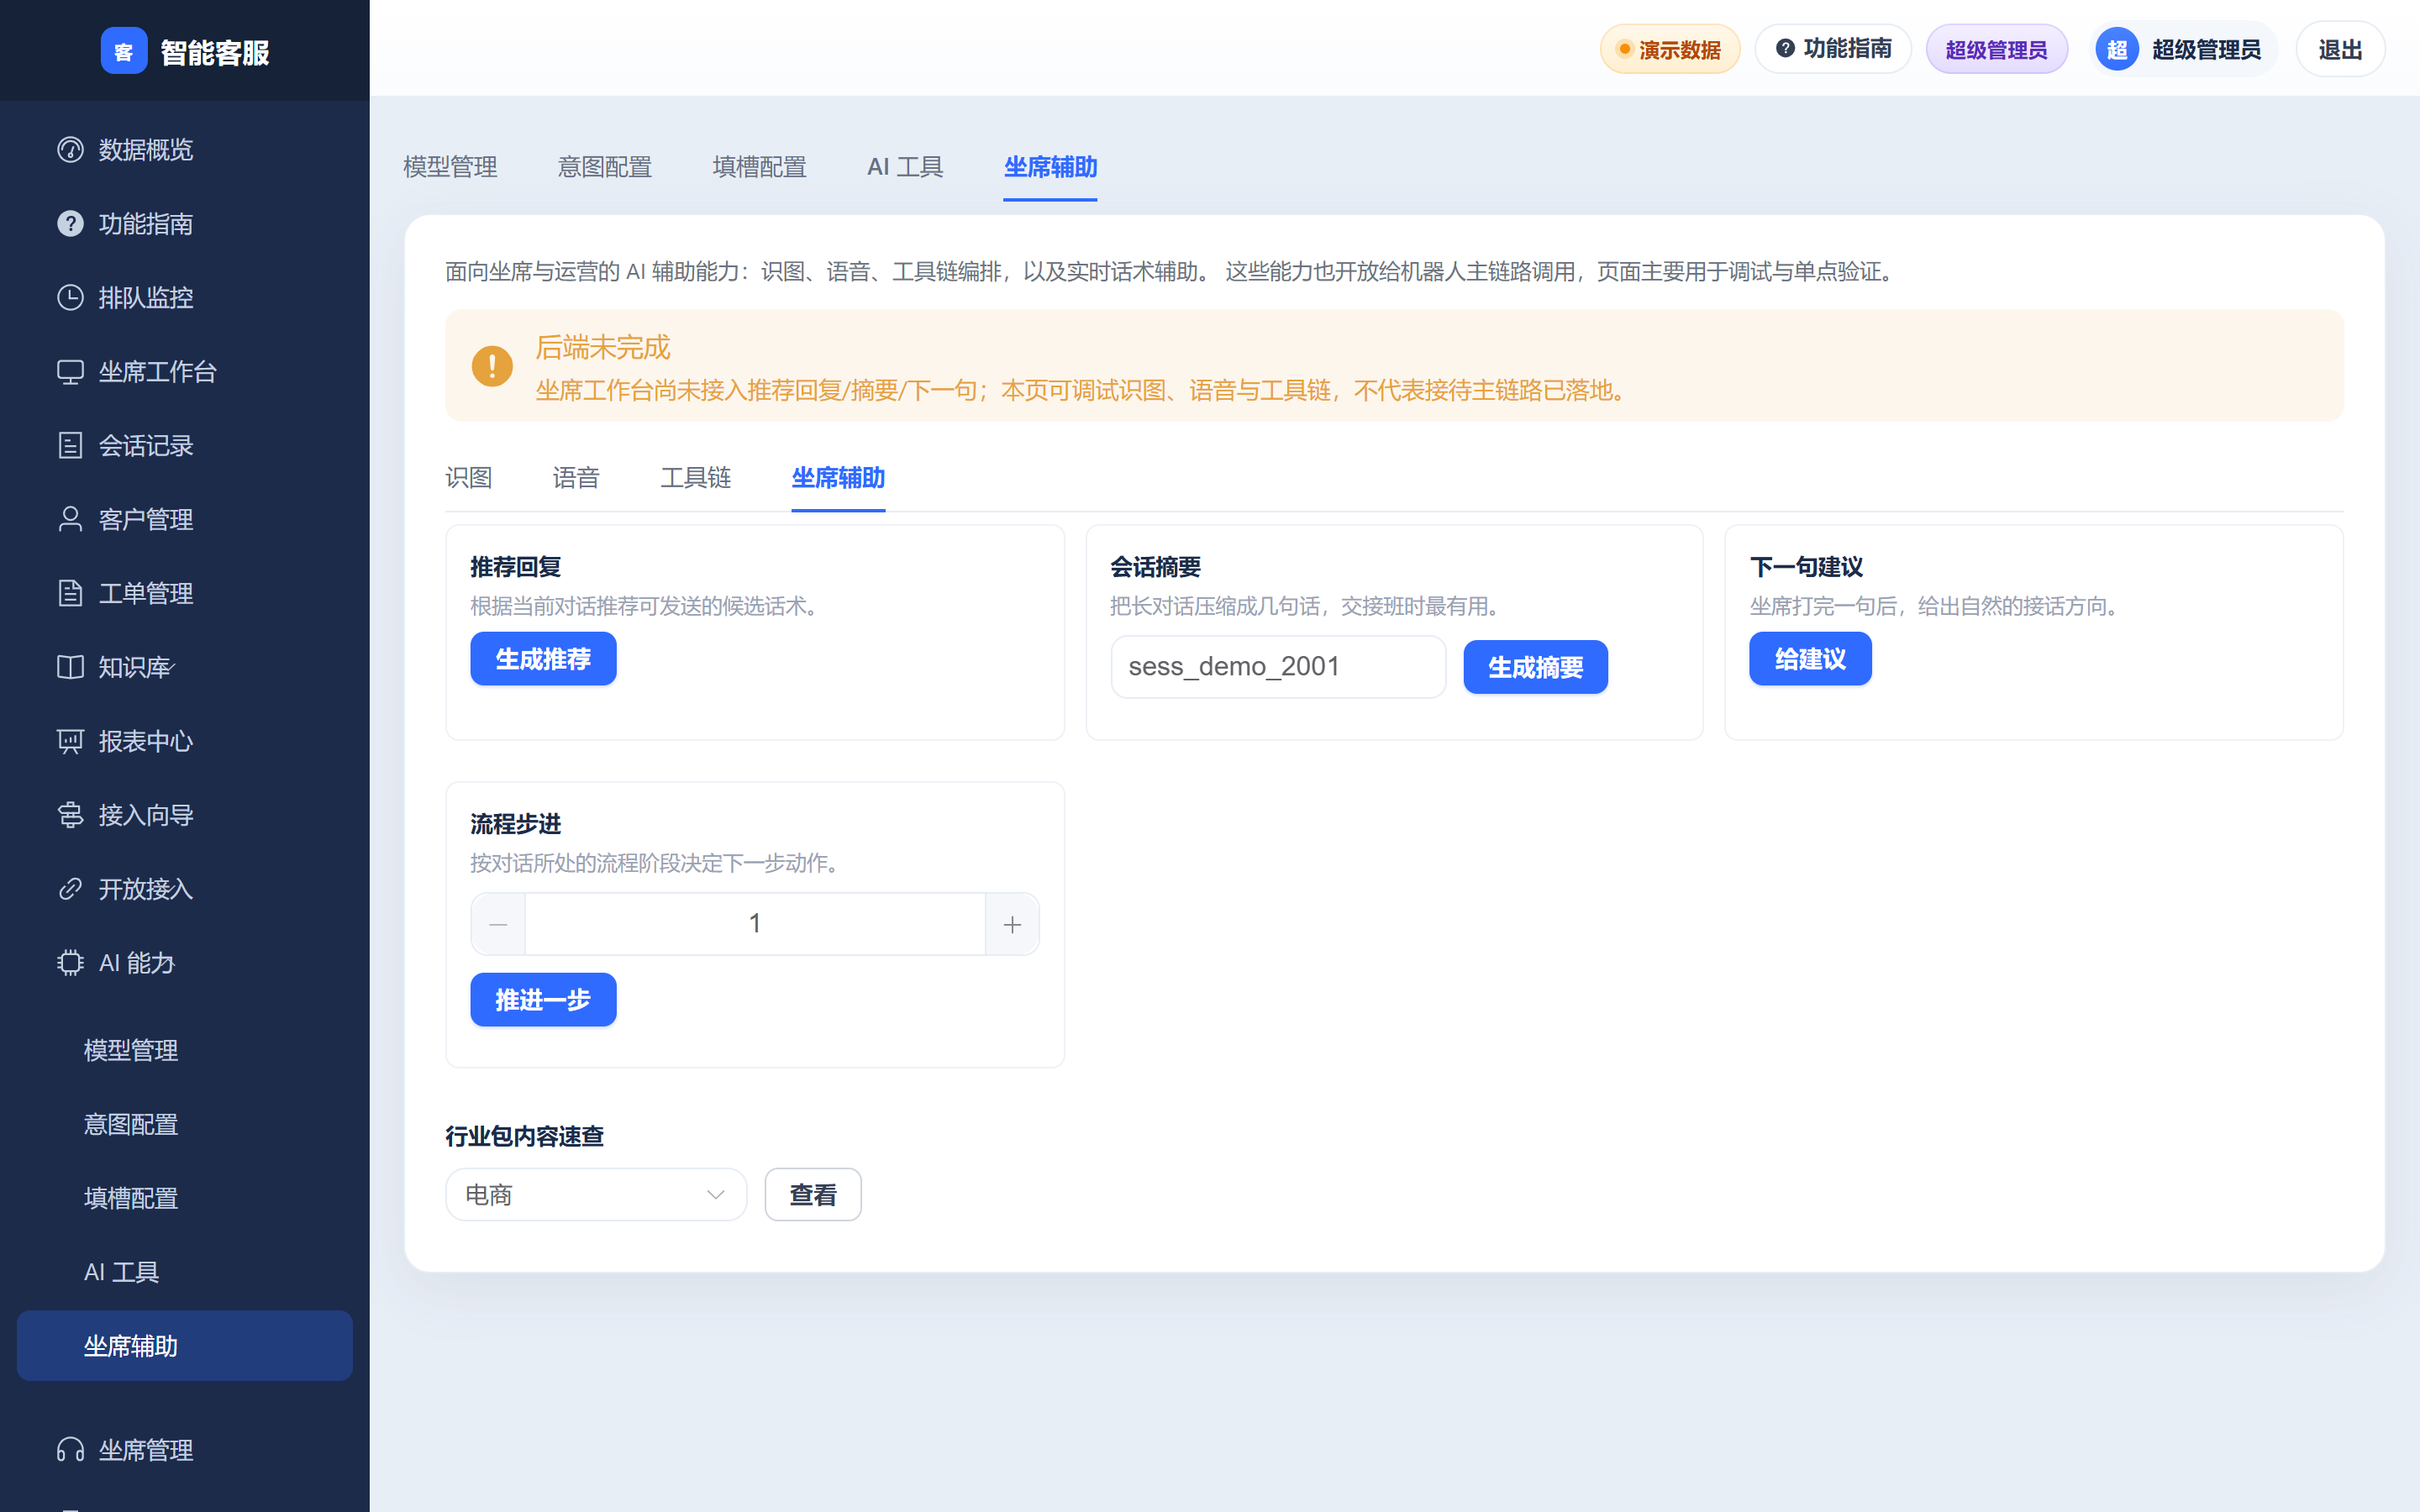 客 智能客服
演示数据
功能指南
超级管理员
超 超级管理员
退出
数据概览
功能指南
排队监控
坐席工作台
会话记录
客户管理
工单管理
知识库
报表中心
接入向导
开放接入
AI 能力
模型管理
意图配置
填槽配置
AI 工具
坐席辅助
坐席管理
模型管理 意图配置 填槽配置 AI 工具 坐席辅助
面向坐席与运营的 AI 辅助能力：识图、语音、工具链编排，以及实时话术辅助。 这些能力也开放给机器人主链路调用，页面主要用于调试与单点验证。
后端未完成
坐席工作台尚未接入推荐回复/摘要/下一句；本页可调试识图、语音与工具链，不代表接待主链路已落地。
识图 语音 工具链 坐席辅助
推荐回复
根据当前对话推荐可发送的候选话术。
生成推荐
会话摘要
把长对话压缩成几句话，交接班时最有用。
sess_demo_2001 生成摘要
下一句建议
坐席打完一句后，给出自然的接话方向。
给建议
流程步进
按对话所处的流程阶段决定下一步动作。
1
推进一步
行业包内容速查
电商 查看